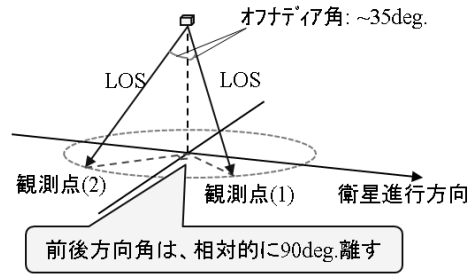 オフナディア角: ~35deg.
LOS
LOS
観測点(2)
観測点(1)
衛星進行方向
前後方向角は、相対的に90deg.離す